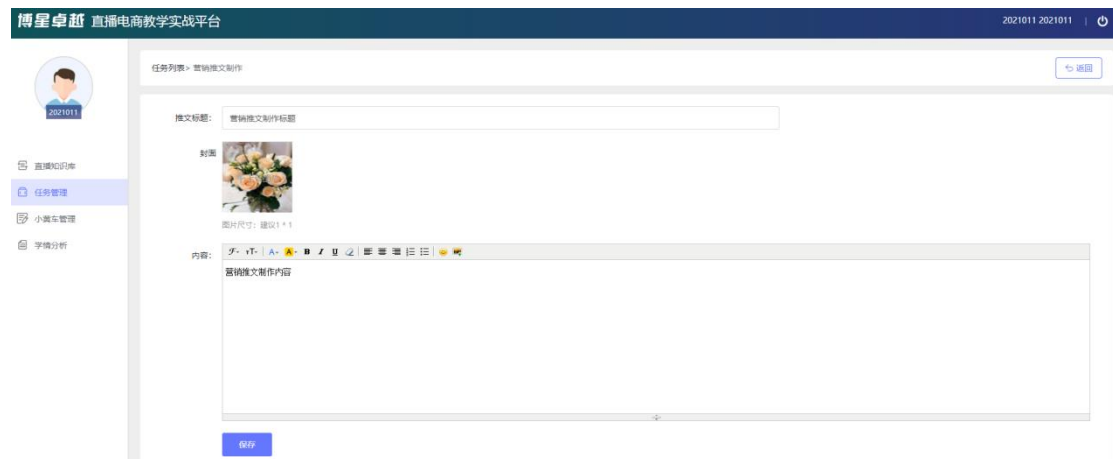 博星卓越 直播电商教学实战平台
2021011 2021011
2021011
直播知识库
任务管理
小黄车管理
学情分析
任务列表> 营销推文制作
返回
推文标题: 营销推文制作标题
封面
图片尺寸: 建议1 * 1
内容:
营销推文制作内容
保存